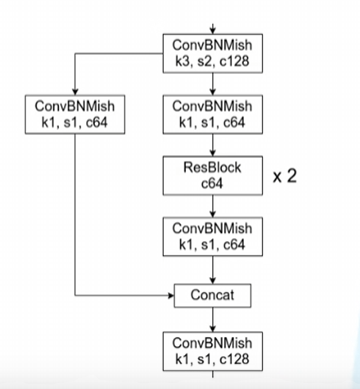 ConvBNMish
k3, s2, c128
ConvBNMish
k1, s1, c64
ConvBNMish
k1, s1, c64
ResBlock
c64
x 2
ConvBNMish
k1, s1, c64
Concat
ConvBNMish
k1, s1, c128